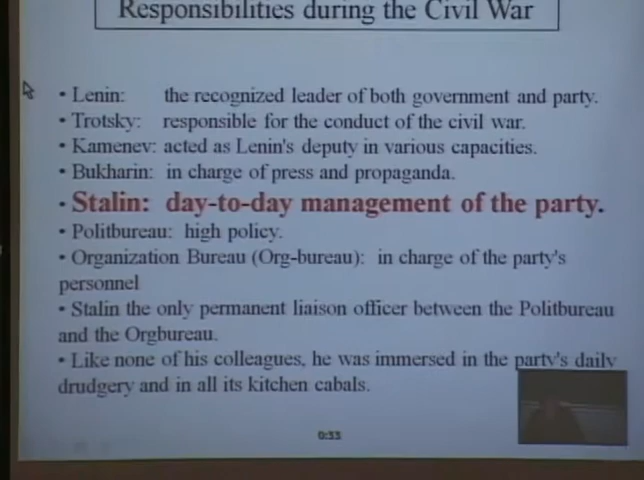 Responsibilities during the Civil War
• Lenin: the recognized leader of both government and party.
• Trotsky: responsible for the conduct of the civil war.
• Kamenev: acted as Lenin's deputy in various capacities.
• Bukharin: in charge of press and propaganda.
• Stalin: day-to-day management of the party.
• Politbureau: high policy.
• Organization Bureau (Org-bureau): in charge of the party's
personnel
• Stalin the only permanent liaison officer between the Politbureau
and the Orgbureau.
• Like none of his colleagues, he was immersed in the party's daily
drudgery and in all its kitchen cabals.
0:33